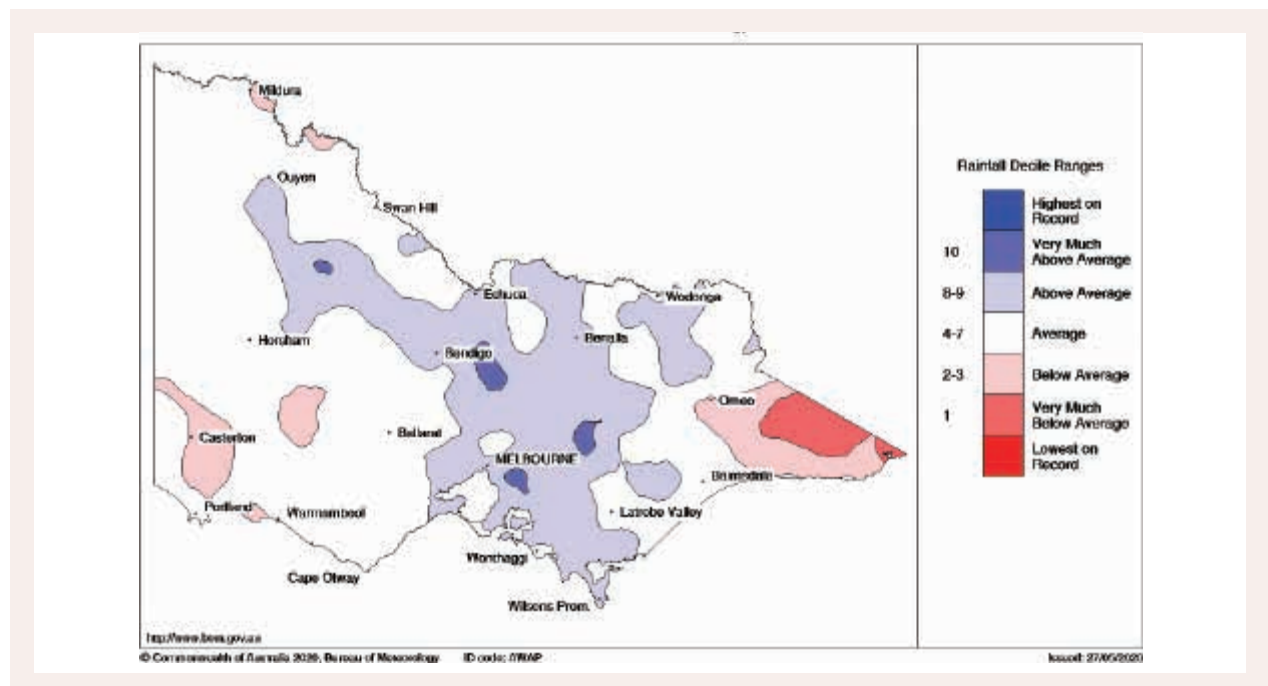 Mildura
Ouyen
Swan Hill
Echuca
Wodonga
Horsham
Bendigo
Benalla
Omeo
Casterton
Ballarat
MELBOURNE
Bairnsdale
Portland
Warrnambool
Latrobe Valley
Wonthaggi
Cape Otway
Wilsons Prom.
Rainfall Decile Ranges
Highest on
Record
10
Very Much
Above Average
8-9
Above Average
4-7
Average
2-3
Below Average
1
Very Much
Below Average
Lowest on
Record
http://www.bom.gov.au
© Commonwealth of Australia 2020, Bureau of Meteorology
ID code: AWAP
Issued: 27/05/2020